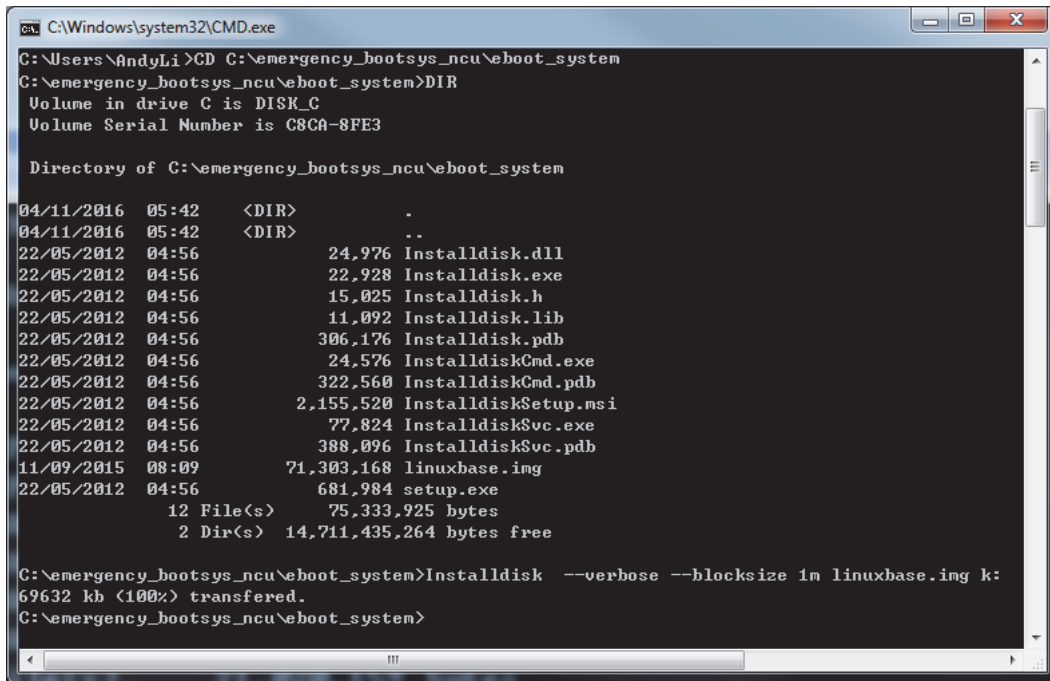 C:\Windows\system32\CMD.exe
C:\Users\AndyLi>CD C:\emergency_bootsys_ncu\eboot_system
C:\emergency_bootsys_ncu\eboot_system>DIR
Volume in drive C is DISK_C
Volume Serial Number is C8CA-8FE3
Directory of C:\emergency_bootsys_ncu\eboot_system
04/11/2016 05:42 <DIR> .
04/11/2016 05:42 <DIR> ..
22/05/2012 04:56 24,976 Installdisk.dll
22/05/2012 04:56 22,928 Installdisk.exe
22/05/2012 04:56 15,025 Installdisk.h
22/05/2012 04:56 11,092 Installdisk.lib
22/05/2012 04:56 306,176 Installdisk.pdb
22/05/2012 04:56 24,576 InstalldiskCmd.exe
22/05/2012 04:56 322,560 InstalldiskCmd.pdb
22/05/2012 04:56 2,155,520 InstalldiskSetup.msi
22/05/2012 04:56 77,824 InstalldiskSvc.exe
22/05/2012 04:56 388,096 InstalldiskSvc.pdb
11/09/2015 08:09 71,303,168 linuxbase.img
22/05/2012 04:56 681,984 setup.exe
12 File(s) 75,333,925 bytes
2 Dir(s) 14,711,435,264 bytes free
C:\emergency_bootsys_ncu\eboot_system>Installdisk --verbose --blocksize 1m linuxbase.img k:
69632 kb (100%) transfered.
C:\emergency_bootsys_ncu\eboot_system>